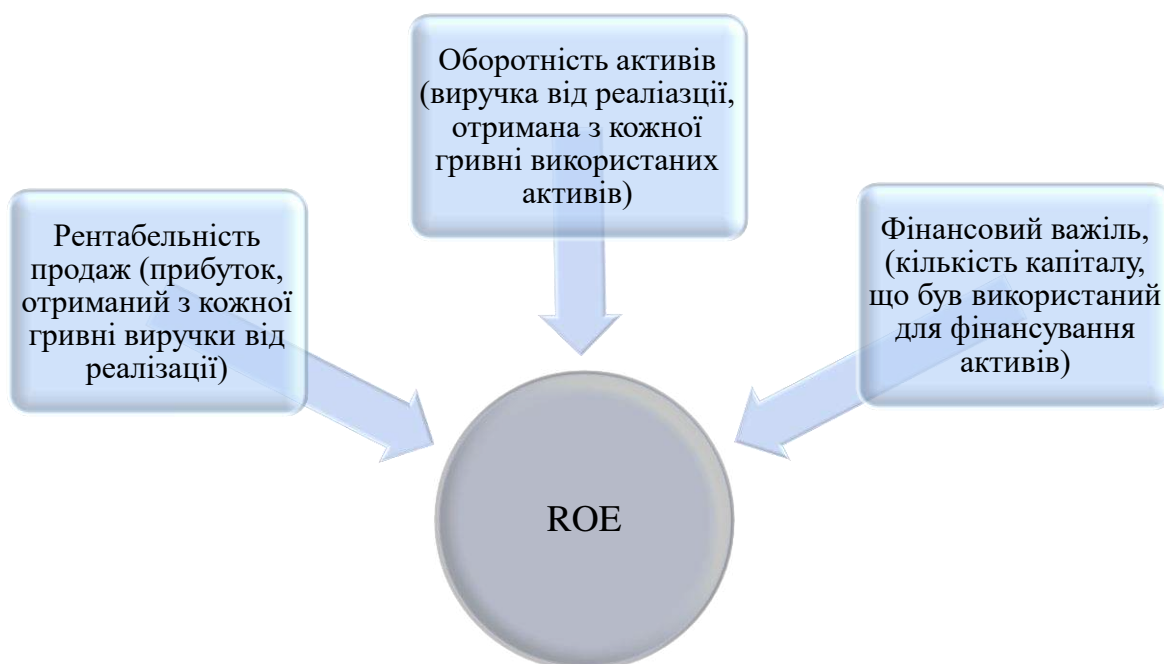 Оборотність активів
(виручка від реаліазції,
отримана з кожної
гривні використаних
активів)
Рентабельність
продаж (прибуток,
отриманий з кожної
гривні виручки від
реалізації)
Фінансовий важіль,
(кількість капіталу,
що був використаний
для фінансування
активів)
ROE